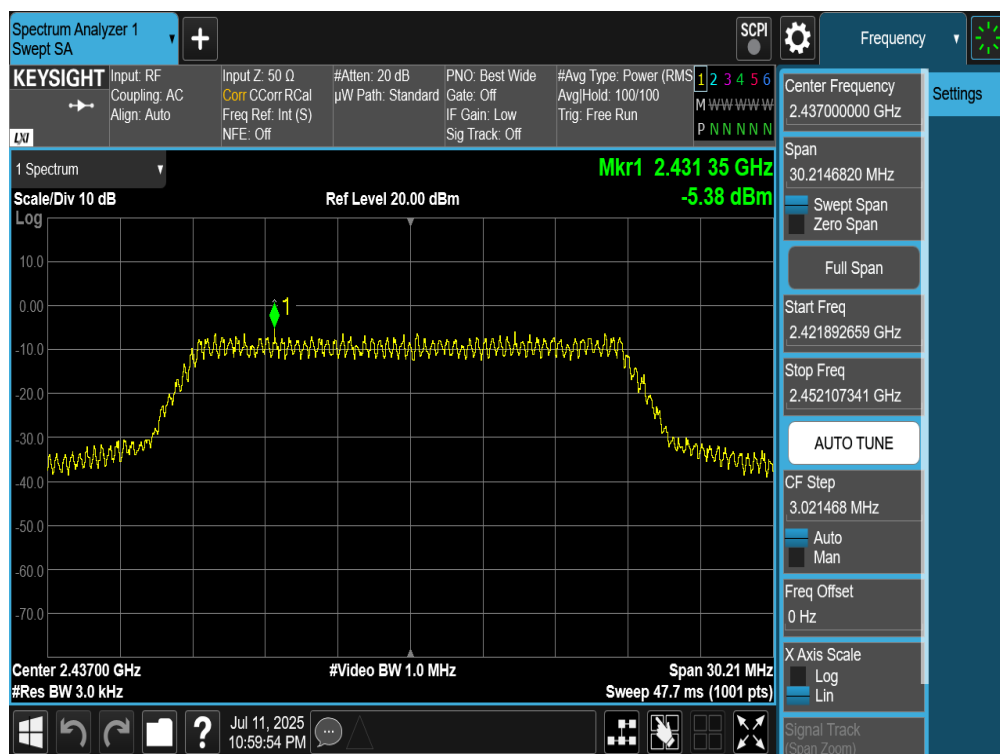 Spectrum Analyzer 1
Swept SA
+
SCPI
Frequency
KEYSIGHT
LXI
Input: RF
Coupling: AC
Align: Auto
Input Z: 50 Ω
Corr CCorr RCal
Freq Ref: Int (S)
NFE: Off
#Atten: 20 dB
µW Path: Standard
PNO: Best Wide
Gate: Off
IF Gain: Low
Sig Track: Off
#Avg Type: Power (RMS
Avg|Hold: 100/100
Trig: Free Run
1 2 3 4 5 6
M W W W W W
P N N N N N
1 Spectrum
Mkr1 2.431 35 GHz
-5.38 dBm
Scale/Div 10 dB
Ref Level 20.00 dBm
Log
10.0
0.00
-10.0
-20.0
-30.0
-40.0
-50.0
-60.0
-70.0
1
Center 2.43700 GHz
#Video BW 1.0 MHz
Span 30.21 MHz
#Res BW 3.0 kHz
Sweep 47.7 ms (1001 pts)
?
Jul 11, 2025
10:59:54 PM
Center Frequency
2.437000000 GHz
Span
30.2146820 MHz
Swept Span
Zero Span
Full Span
Start Freq
2.421892659 GHz
Stop Freq
2.452107341 GHz
AUTO TUNE
CF Step
3.021468 MHz
Auto
Man
Freq Offset
0 Hz
X Axis Scale
Log
Lin
Signal Track
(Span Zoom)
Settings